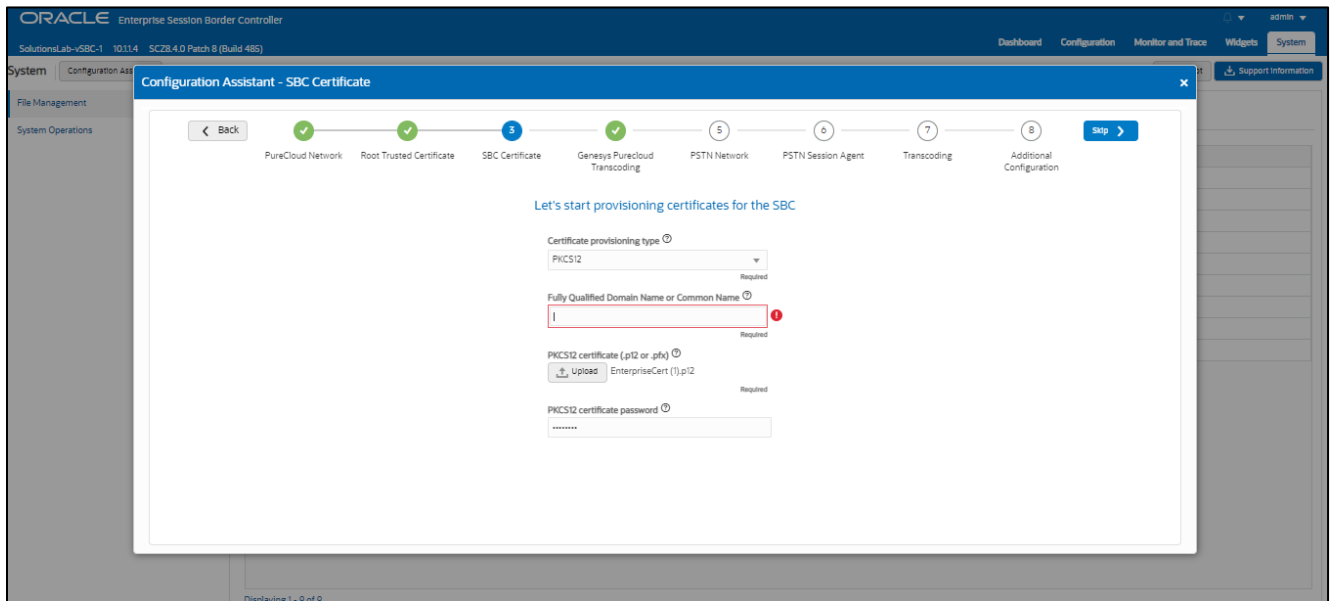 ORACLE Enterprise Session Border Controller
admin
SolutionsLab-vSBC-1 10.1.1.4 SCZ8.4.0 Patch 8 (Build 485)
Dashboard Configuration Monitor and Trace Widgets System
System Configuration Ass
Support Information
Configuration Assistant - SBC Certificate
File Management
System Operations
Back
3 5 6 7 8
Skip
PureCloud Network Root Trusted Certificate SBC Certificate Genesys Purecloud Transcoding PSTN Network PSTN Session Agent Transcoding Additional Configuration
Let's start provisioning certificates for the SBC
Certificate provisioning type
PKCS12
Required
Fully Qualified Domain Name or Common Name
Required
PKCS12 certificate (.p12 or .pfx)
Upload EnterpriseCert (1).p12
Required
PKCS12 certificate password
••••••••
Displaying 1 - 9 of 9